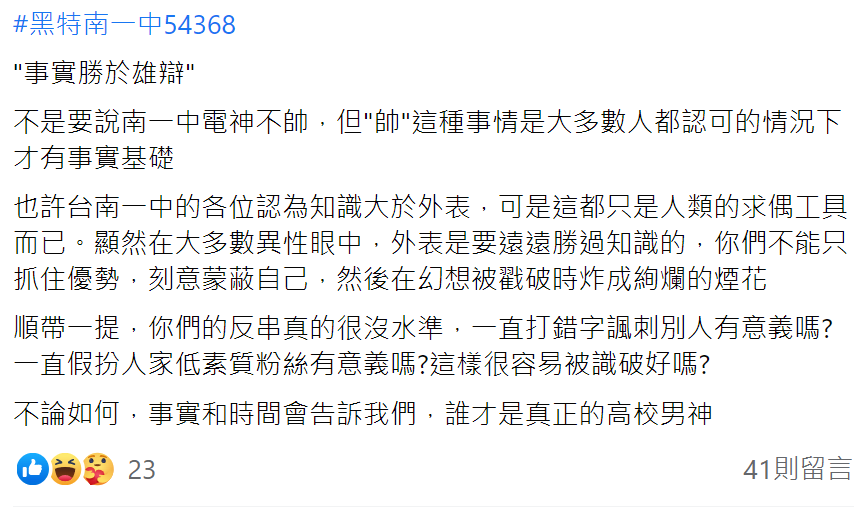 #黑特南一中54368
"事實勝於雄辯"
不是要說南一中電神不帥，但"帥"這種事情是大多數人都認可的情況下
才有事實基礎
也許台南一中的各位認為知識大於外表，可是這都只是人類的求偶工具
而已。顯然在大多數異性眼中，外表是要遠遠勝過知識的，你們不能只
抓住優勢，刻意蒙蔽自己，然後在幻想被戳破時炸成絢爛的煙花
順帶一提，你們的反串真的很沒水準，一直打錯字諷刺別人有意義嗎?
一直假扮人家低素質粉絲有意義嗎?這樣很容易被識破好嗎?
不論如何，事實和時間會告訴我們，誰才是真正的高校男神
23
41則留言